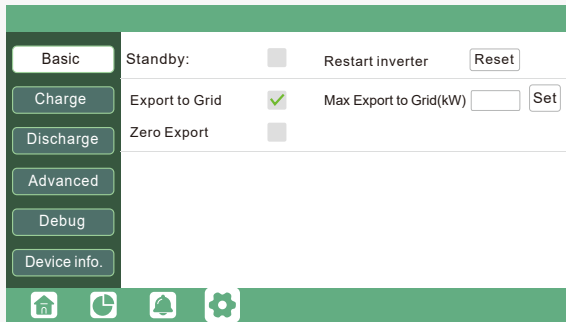 Basic
Standby:
Restart inverter
Reset
Charge
Export to Grid
Max Export to Grid(kW)
Set
Discharge
Zero Export
Advanced
Debug
Device info.